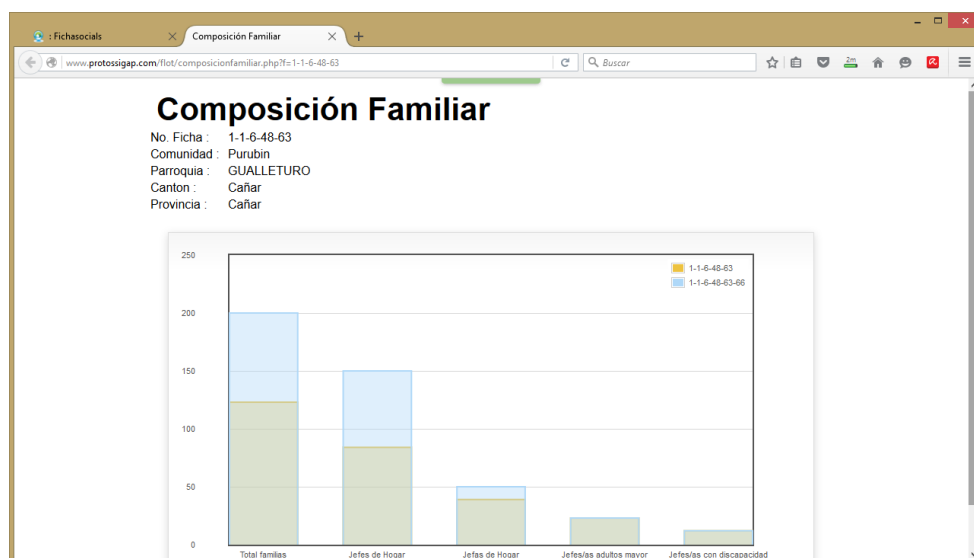 : Fichasocials
Composición Familiar
www.protossigap.com/flot/composicionfamiliar.php?f=1-1-6-48-63
Buscar
2m
Composición Familiar
No. Ficha : 1-1-6-48-63
Comunidad : Purubin
Parroquia : GUALLETURO
Canton : Cañar
Provincia : Cañar
250
1-1-6-48-63
1-1-6-48-63-66
200
150
100
50
0
Total familias Jefes de Hogar Jefas de Hogar Jefes/as adultos mayor Jefes/as con discapacidad